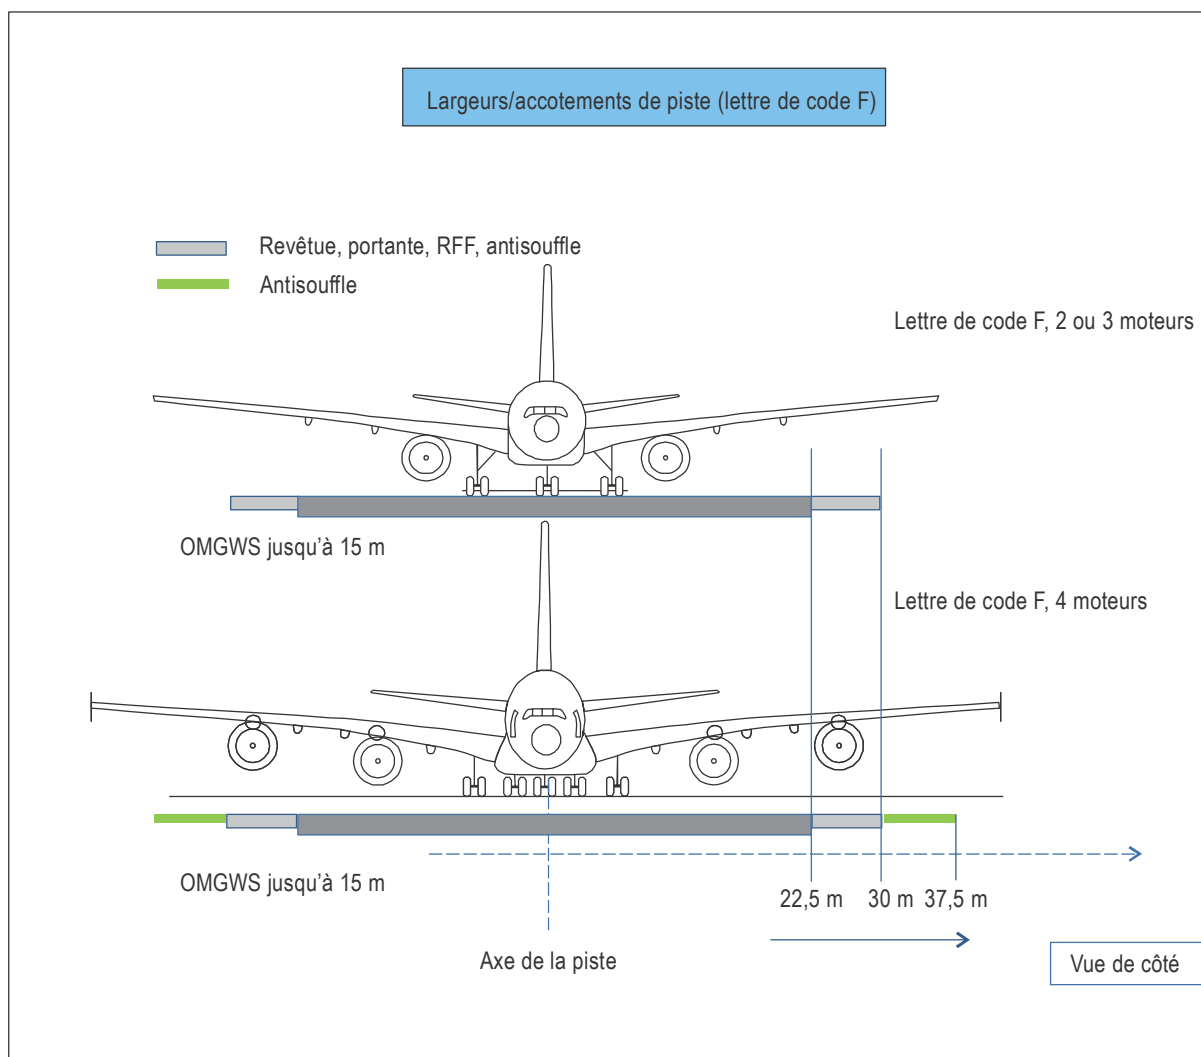 Largeurs/accotements de piste (lettre de code F)
Revêtue, portante, RFF, antisouffle
Antisouffle
Lettre de code F, 2 ou 3 moteurs
OMGWS jusqu'à 15 m
Lettre de code F, 4 moteurs
OMGWS jusqu'à 15 m
22,5 m
30 m
37,5 m
Axe de la piste
Vue de côté